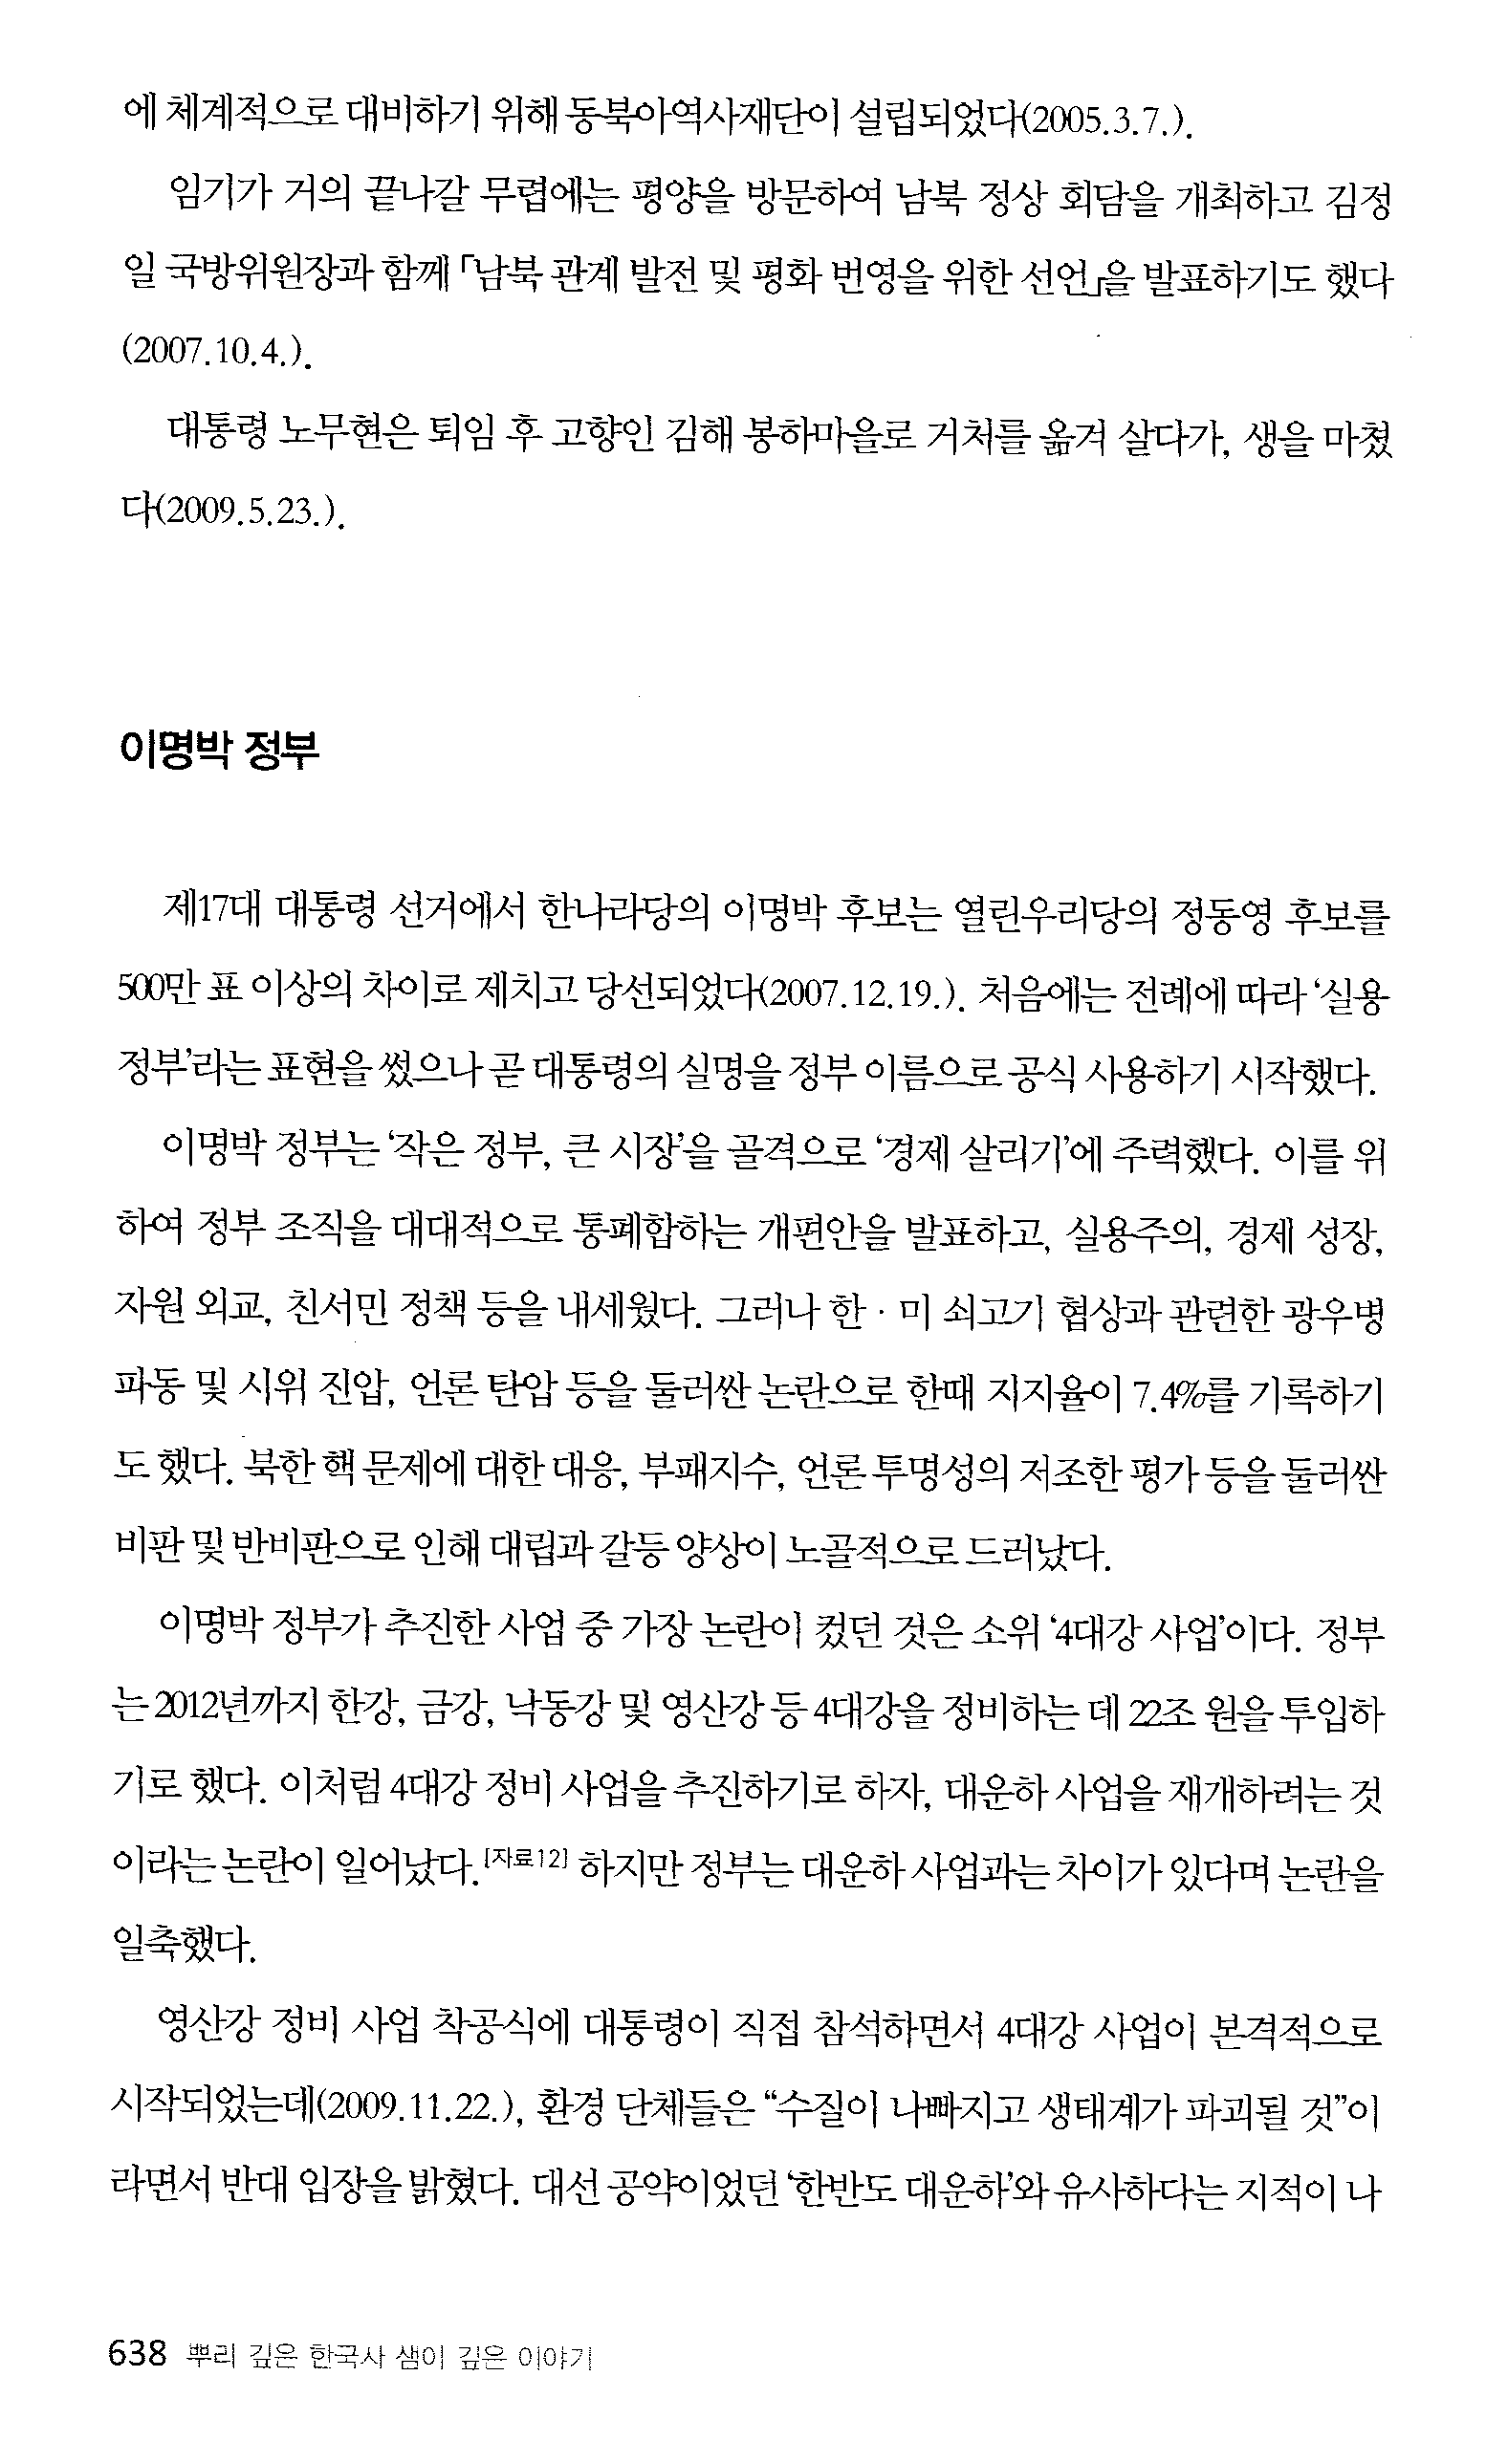 에 체계적으로 대비하기 위해 동북아역사재단이 설립되었다(2005.3.7.).
임기가 거의 끝나갈 무렵에는 평양을 방문하여 남북 정상 회담을 개최하고 김정
일 국방위원장과 함께 「남북 관계 발전 및 평화 번영을 위한 선언」을 발표하기도 했다
(2007.10.4.).
대통령 노무현은 퇴임 후 고향인 김해 봉하마을로 거처를 옮겨 살다가, 생을 마쳤
다(2009.5.23.).
이명박 정부
제17대 대통령 선거에서 한나라당의 이명박 후보는 열린우리당의 정동영 후보를
500만 표 이상의 차이로 제치고 당선되었다(2007.12.19.). 처음에는 전례에 따라 ‘실용
정부’라는 표현을 썼으나 곧 대통령의 실명을 정부 이름으로 공식 사용하기 시작했다.
이명박 정부는 ‘작은 정부, 큰 시장’을 골격으로 ‘경제 살리기’에 주력했다. 이를 위
하여 정부 조직을 대대적으로 통폐합하는 개편안을 발표하고, 실용주의, 경제 성장,
자원 외교, 친서민 정책 등을 내세웠다. 그러나 한·미 쇠고기 협상과 관련한 광우병
파동 및 시위 진압, 언론 탄압 등을 둘러싼 논란으로 한때 지지율이 7.4%를 기록하기
도 했다. 북한 핵 문제에 대한 대응, 부패지수, 언론 투명성의 저조한 평가 등을 둘러싼
비판 및 반비판으로 인해 대립과 갈등 양상이 노골적으로 드러났다.
이명박 정부가 추진한 사업 중 가장 논란이 컸던 것은 소위 ‘4대강 사업’이다. 정부
는 2012년까지 한강, 금강, 낙동강 및 영산강 등 4대강을 정비하는 데 22조 원을 투입하
기로 했다. 이처럼 4대강 정비 사업을 추진하기로 하자, 대운하 사업을 재개하려는 것
이라는 논란이 일어났다.[자료12] 하지만 정부는 대운하 사업과는 차이가 있다며 논란을
일축했다.
영산강 정비 사업 착공식에 대통령이 직접 참석하면서 4대강 사업이 본격적으로
시작되었는데(2009.11.22.), 환경 단체들은 “수질이 나빠지고 생태계가 파괴될 것”이
라면서 반대 입장을 밝혔다. 대선 공약이었던 ‘한반도 대운하’와 유사하다는 지적이 나
638 뿌리 깊은 한국사 샘이 깊은 이야기